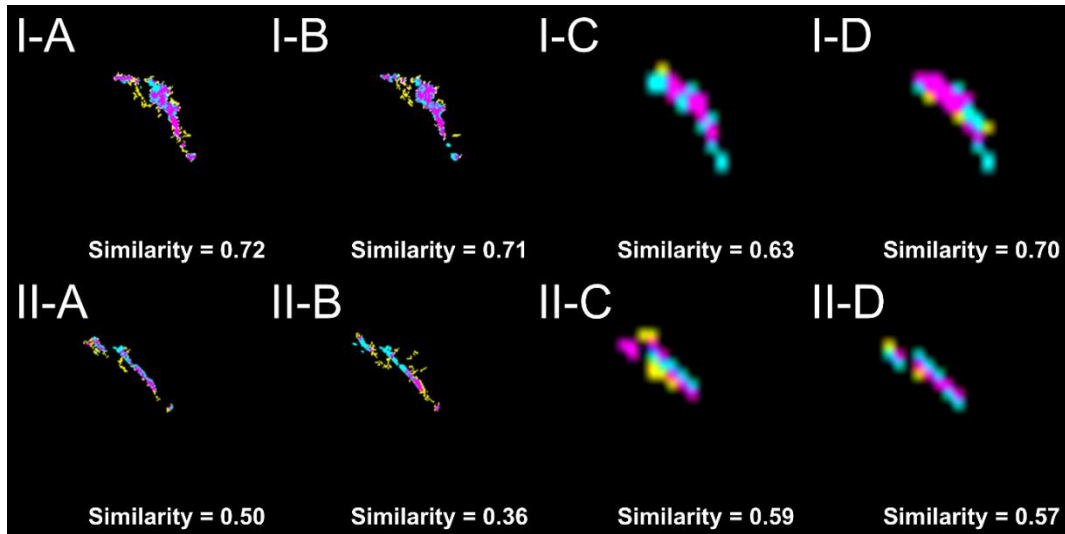 I-A I-B I-C I-D
Similarity = 0.72 Similarity = 0.71 Similarity = 0.63 Similarity = 0.70
II-A II-B II-C II-D
Similarity = 0.50 Similarity = 0.36 Similarity = 0.59 Similarity = 0.57